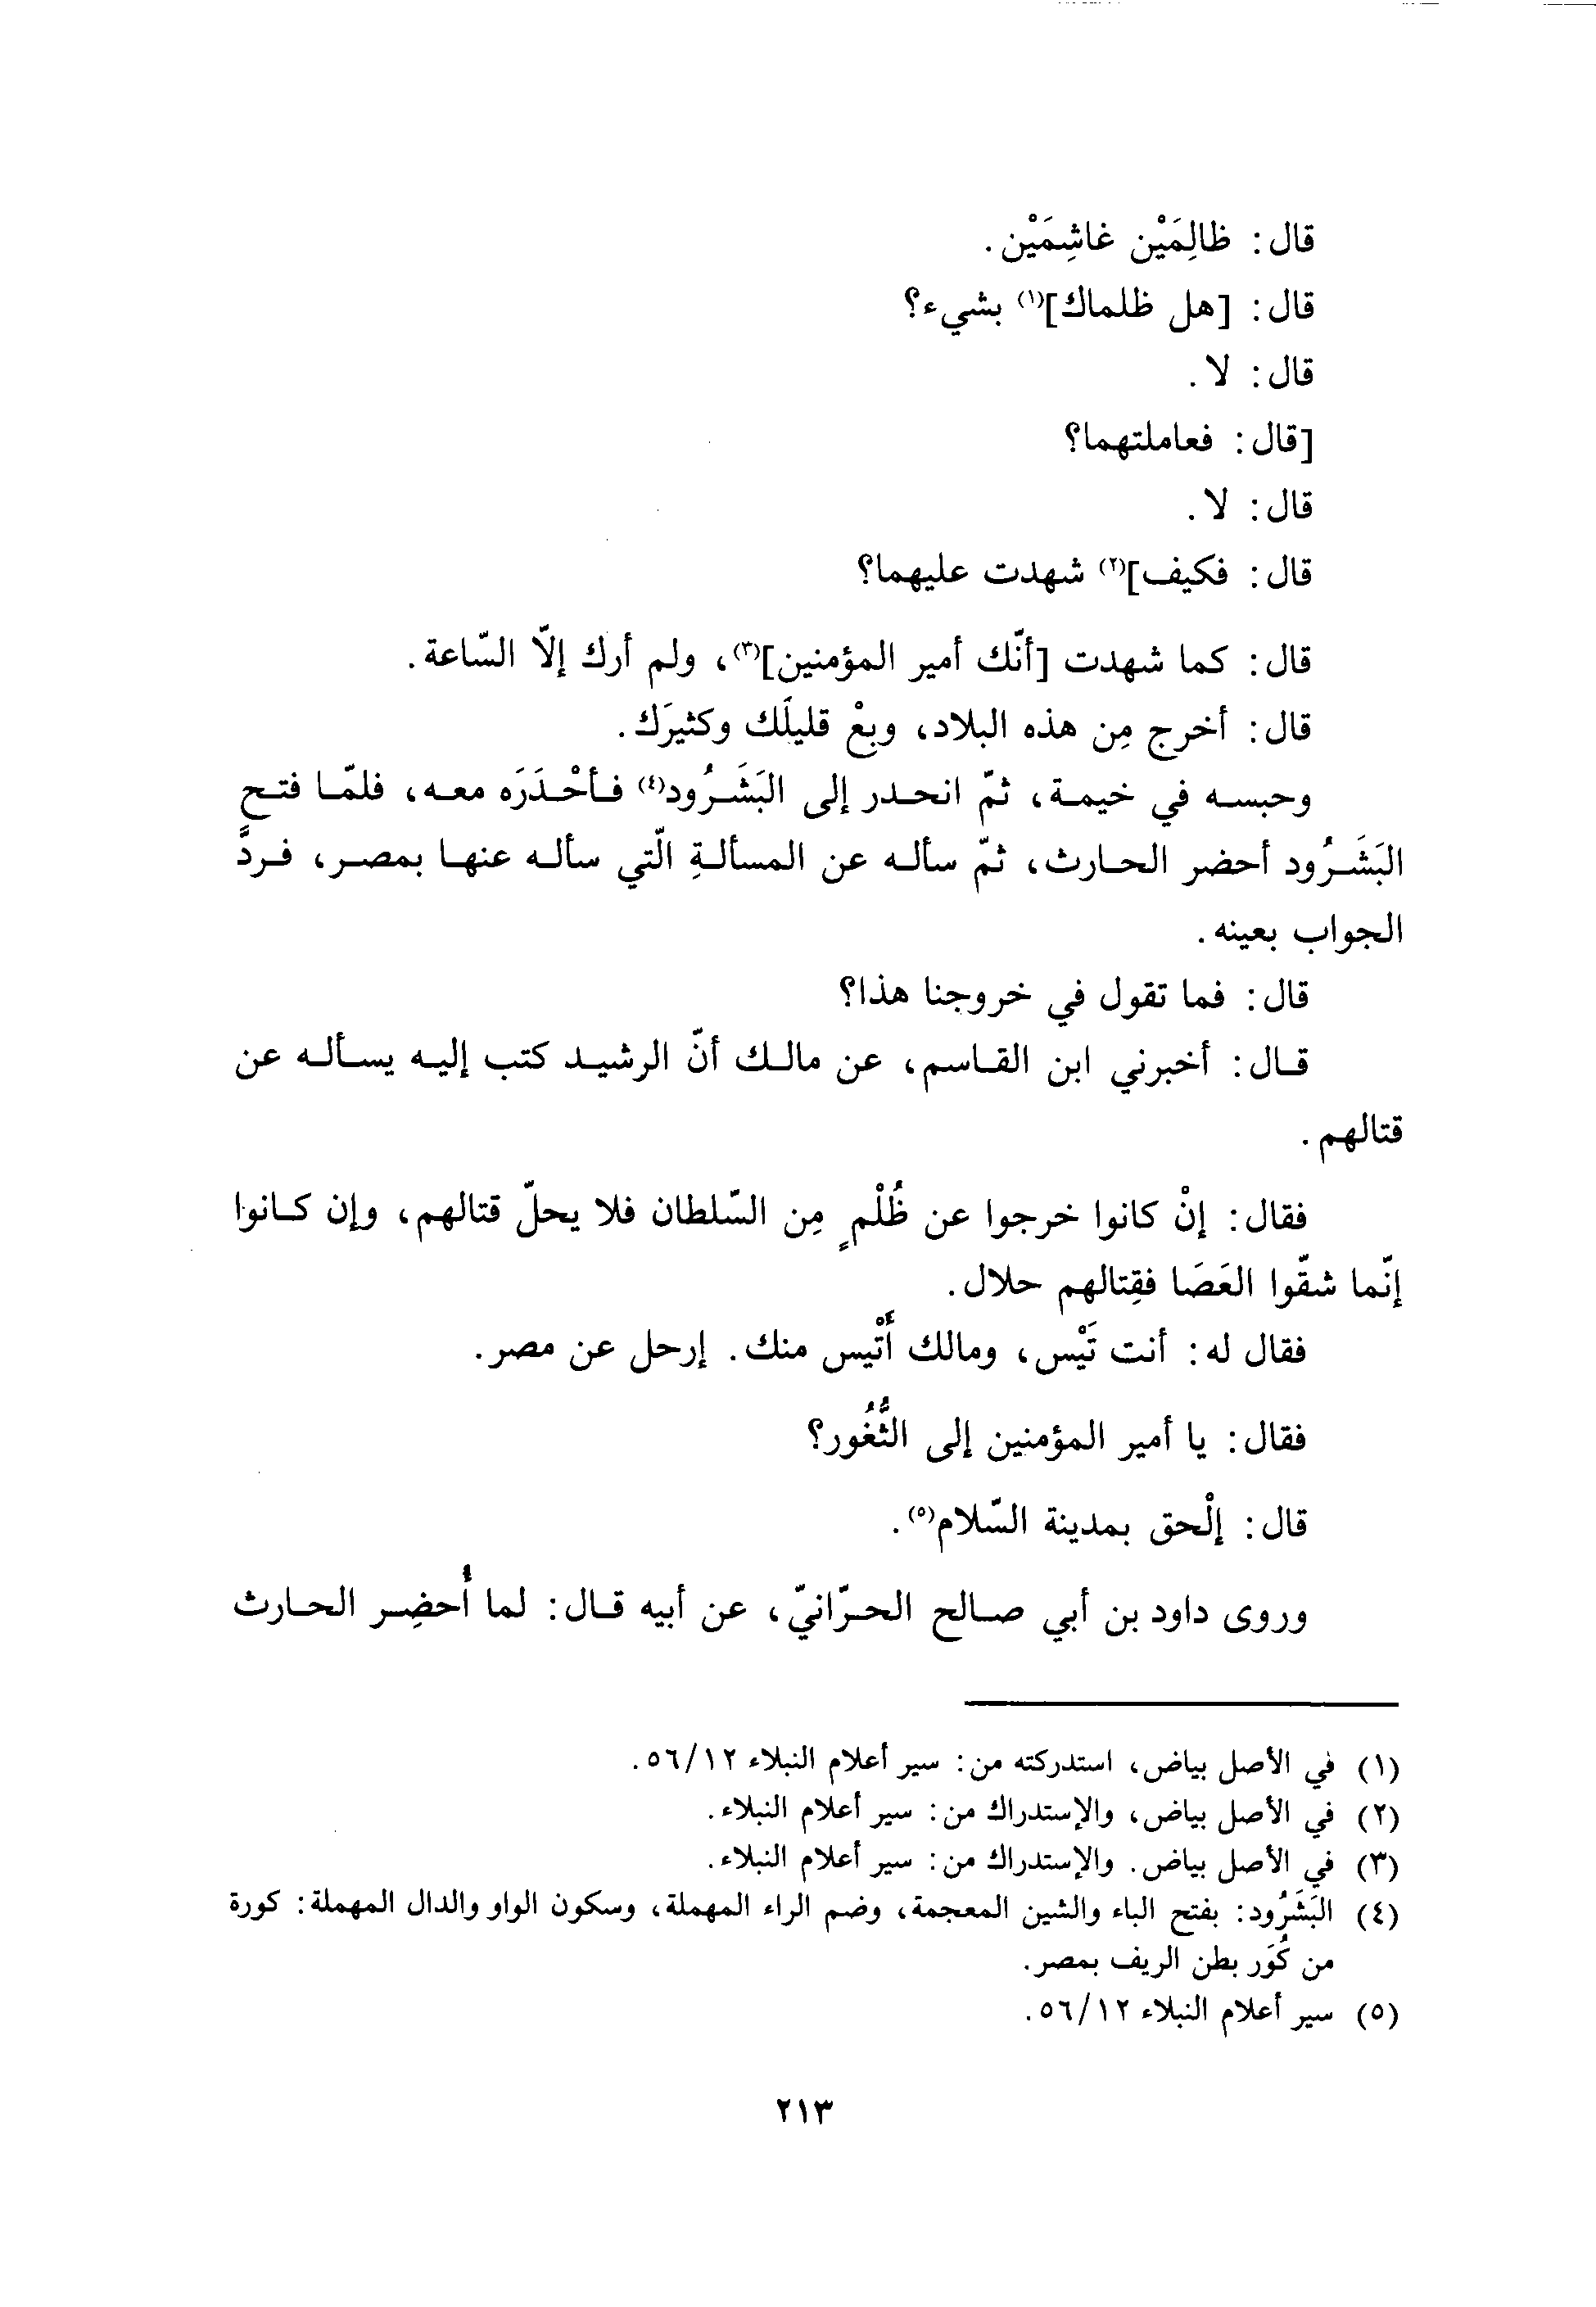 قال: ظالِمَيْن غاشِمَيْن.
قال: [هل ظلماك]⁽١⁾ بشيء؟
قال: لا.
[قال: فعاملتهما؟
قال: لا.
قال: فكيف]⁽٢⁾ شهدت عليهما؟
قال: كما شهدت [أنّك أمير المؤمنين]⁽٣⁾، ولم أرك إلّا السّاعة.
قال: أخرج مِن هذه البلاد، وبِعْ قليلَك وكثيرَك.
وحبسه في خيمة، ثمّ انحدر إلى البَشَرُود⁽٤⁾ فأحْدَرَه معه، فلمّا فتح
البَشَرُود أحضر الحارث، ثمّ سأله عن المسألةِ الّتي سأله عنها بمصر، فردَّ
الجواب بعينه.
قال: فما تقول في خروجنا هذا؟
قال: أخبرني ابن القاسم، عن مالك أنّ الرشيد كتب إليه يسأله عن
قتالهم.
فقال: إنْ كانوا خرجوا عن ظُلْمٍ مِن السّلطان فلا يحلّ قتالهم، وإن كانوا
إنّما شقّوا العَصَا فقِتالهم حلال.
فقال له: أنت تَيْس، ومالك أَتْيس منك. إرحل عن مصر.
فقال: يا أمير المؤمنين إلى الثُّغُور؟
قال: إلْحق بمدينة السّلام⁽٥⁾.
وروى داود بن أبي صالح الحرّانيّ، عن أبيه قال: لما أُحضِر الحارث
(١) في الأصل بياض، استدركته من: سير أعلام النبلاء ٥٦/١٢.
(٢) في الأصل بياض، والإستدراك من: سير أعلام النبلاء.
(٣) في الأصل بياض. والإستدراك من: سير أعلام النبلاء.
(٤) البَشَرُود: بفتح الباء والشين المعجمة، وضم الراء المهملة، وسكون الواو والدال المهملة: كورة
من كُوَر بطن الريف بمصر.
(٥) سير أعلام النبلاء ٥٦/١٢.
٢١٣